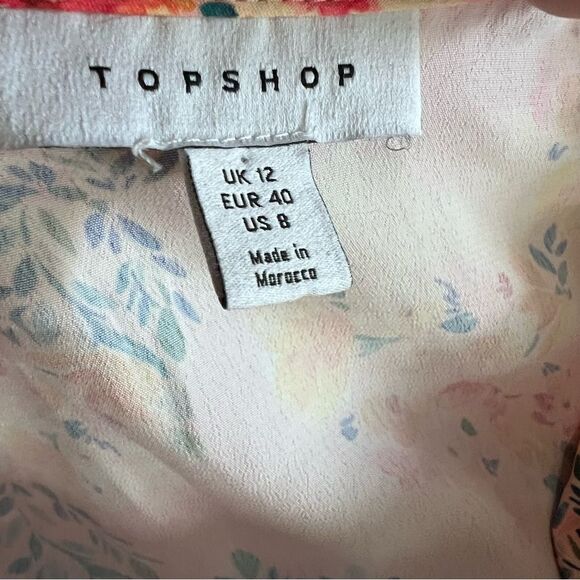 TOPSHOP
UK 12
EUR 40
US 8
Made in
Morocco